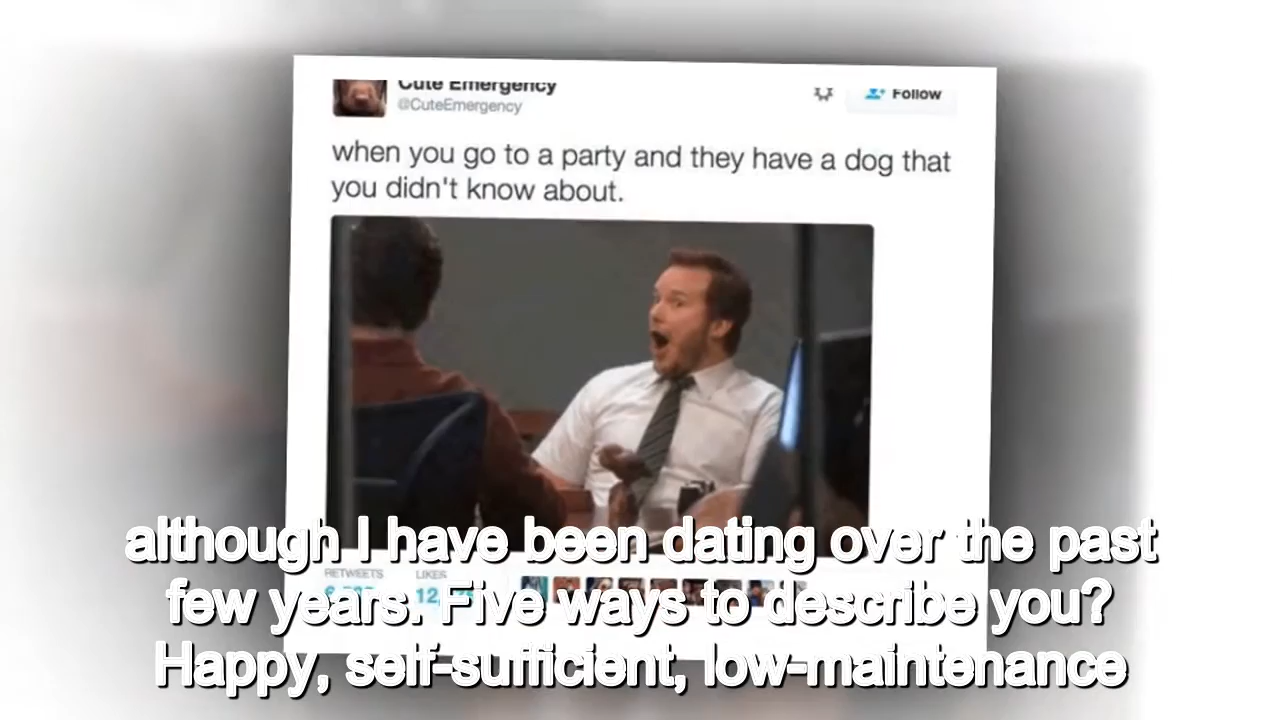 Cute Emergency
@CuteEmergency
Follow
when you go to a party and they have a dog that
you didn't know about.
although I have been dating over the past
RETWEETS LIKES
few years. Five ways to describe you?
Happy, self-sufficient, low-maintenance